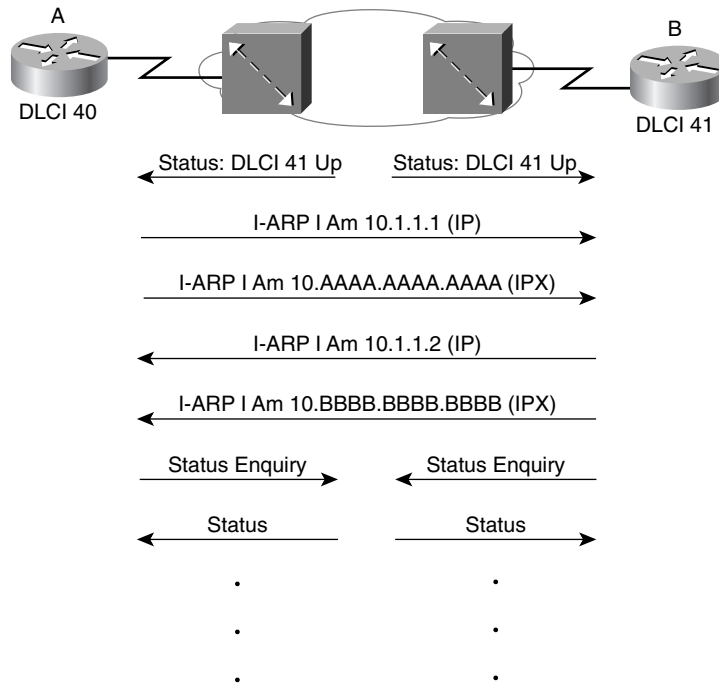 A
B
DLCI 40
DLCI 41
Status: DLCI 41 Up
Status: DLCI 41 Up
I-ARP I Am 10.1.1.1 (IP)
I-ARP I Am 10.AAAA.AAAA.AAAA (IPX)
I-ARP I Am 10.1.1.2 (IP)
I-ARP I Am 10.BBBB.BBBB.BBBB (IPX)
Status Enquiry
Status Enquiry
Status
Status